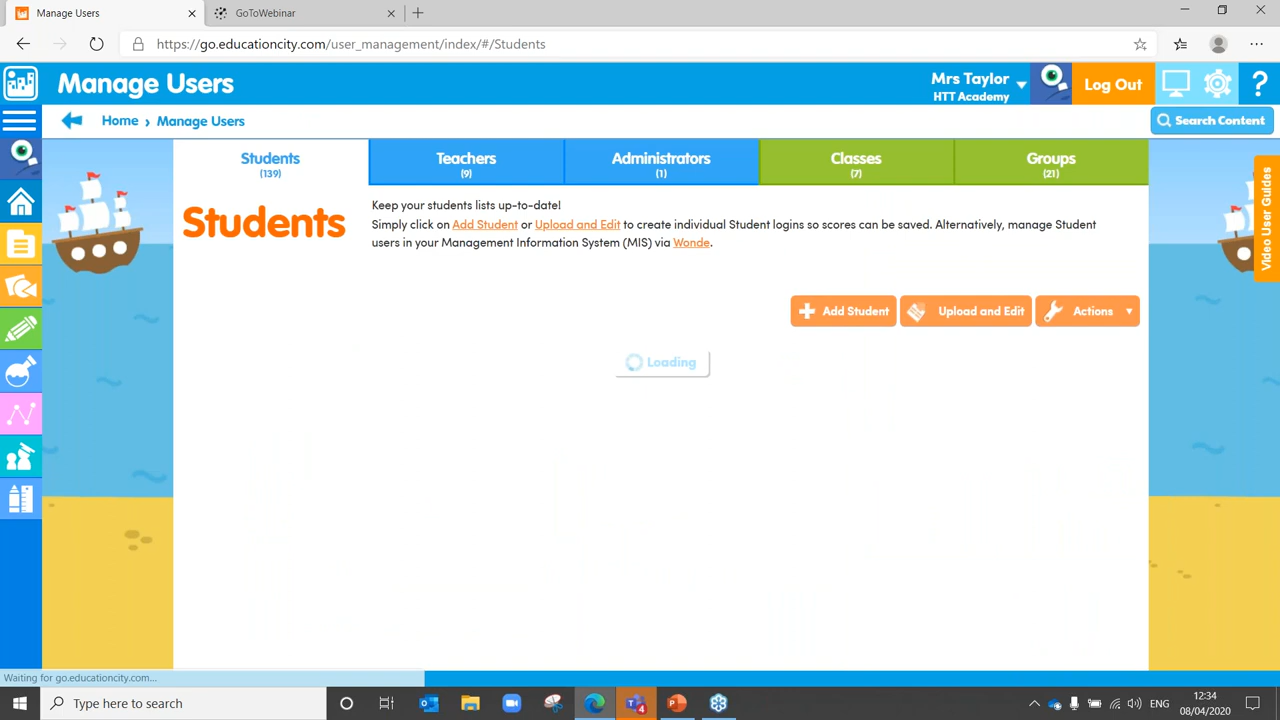 Manage Users
GoToWebinar
https://go.educationcity.com/user_management/index/#/Students
Manage Users
Mrs Taylor
HTT Academy
Log Out
?
Home › Manage Users
Search Content
Students
(139)
Teachers
(9)
Administrators
(1)
Classes
(7)
Groups
(21)
Students
Keep your students lists up-to-date!
Simply click on Add Student or Upload and Edit to create individual Student logins so scores can be saved. Alternatively, manage Student
users in your Management Information System (MIS) via Wonde.
Video User Guides
Add Student
Upload and Edit
Actions
Loading
Waiting for go.educationcity.com...
Type here to search
4
ENG
12:34
08/04/2020